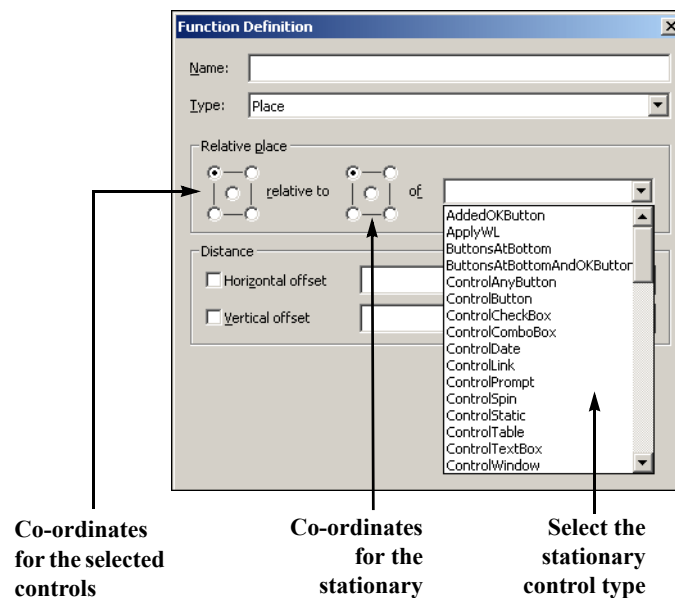 Function Definition
Name:
Type: Place
Relative place
relative to
of
AddedOKButton
ApplyWL
ButtonsAtBottom
ButtonsAtBottomAndOKButton
ControlAnyButton
ControlButton
ControlCheckBox
ControlComboBox
ControlDate
ControlLink
ControlPrompt
ControlSpin
ControlStatic
ControlTable
ControlTextBox
ControlWindow
Distance
Horizontal offset
Vertical offset
Co-ordinates
for the selected
controls
Co-ordinates
for the
stationary
Select the
stationary
control type